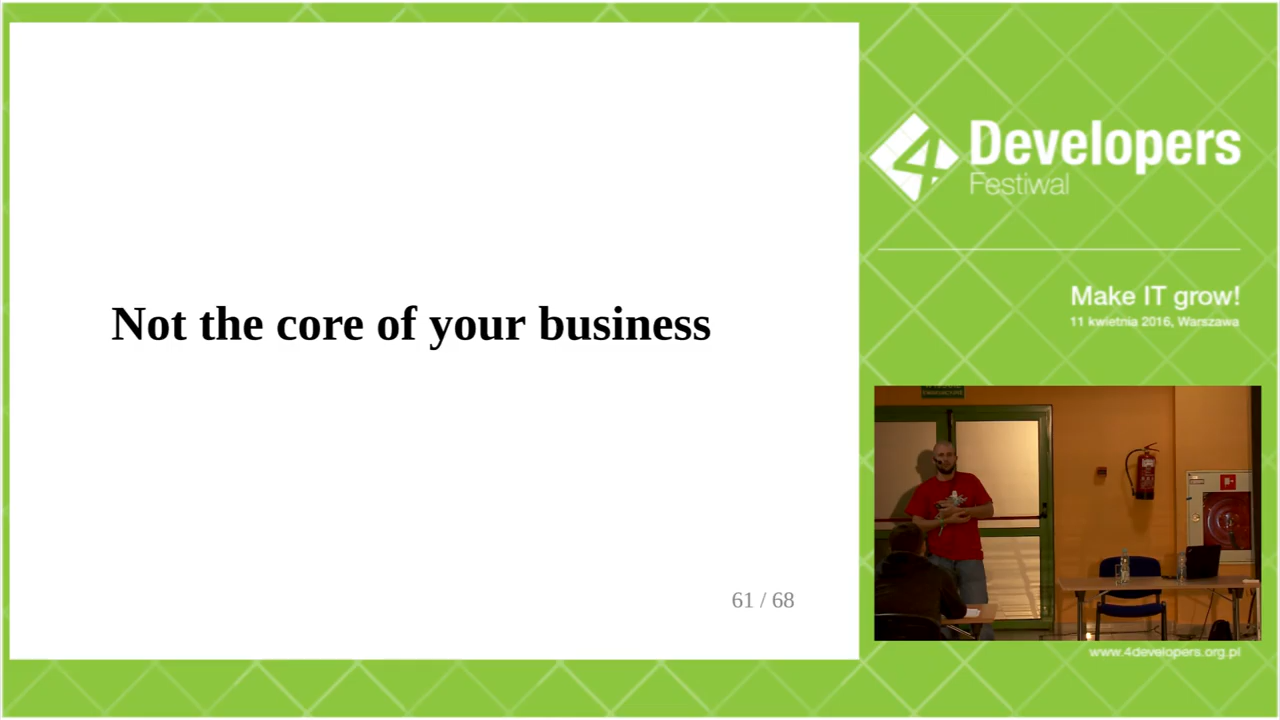 Not the core of your business
61 / 68
4 Developers
Festiwal
Make IT grow!
11 kwietnia 2016, Warszawa
www.4developers.org.pl